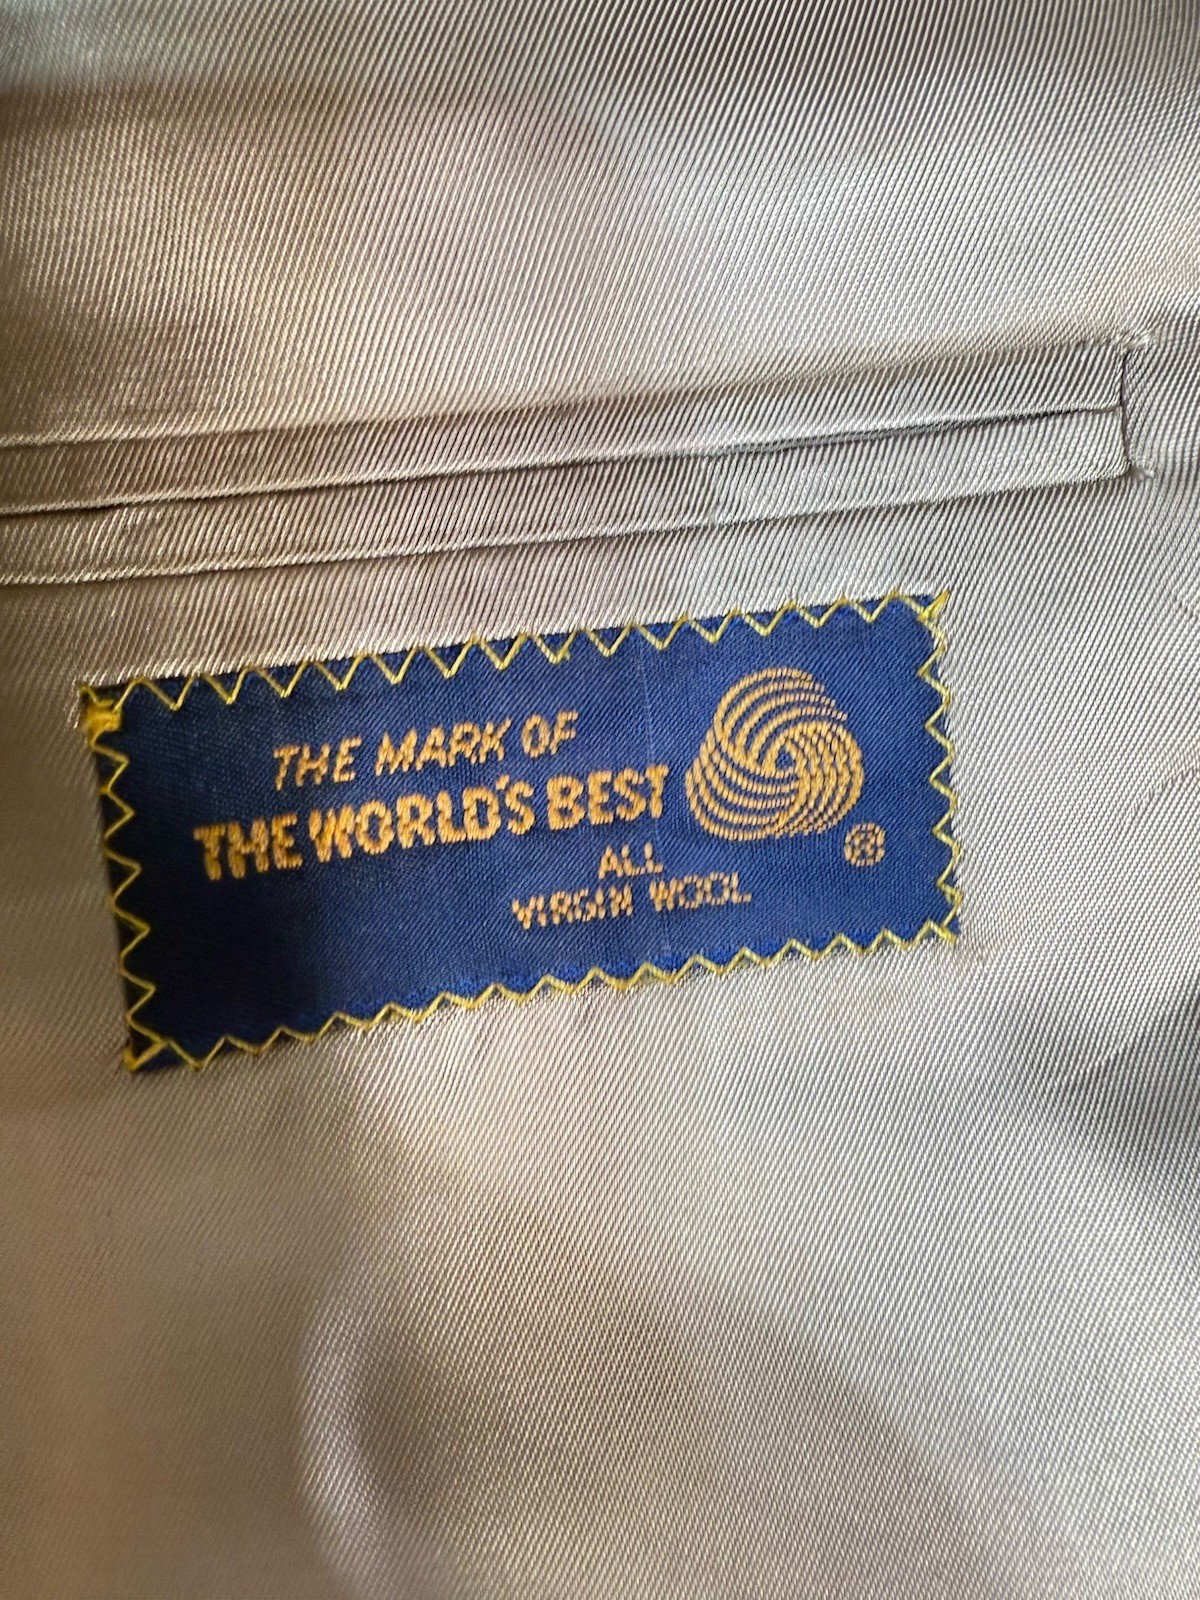 THE MARK OF
THE WORLD'S BEST
®
ALL
VIRGIN WOOL